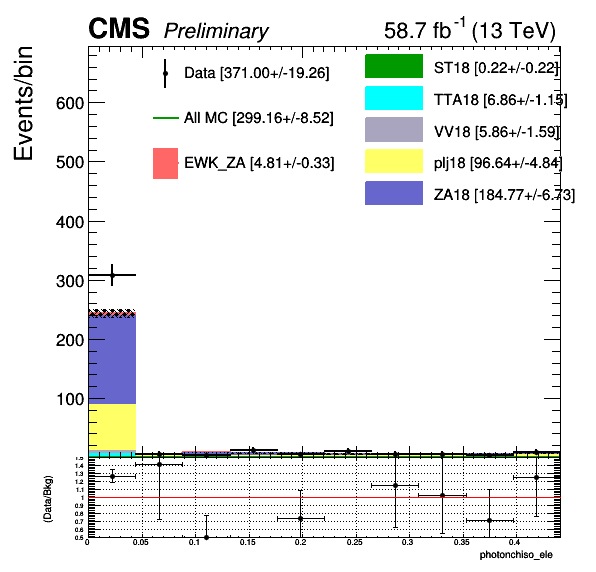 CMS Preliminary 58.7 fb⁻¹ (13 TeV)
Events/bin
Data [371.00+/-19.26]
All MC [299.16+/-8.52]
EWK_ZA [4.81+/-0.33]
ST18 [0.22+/-0.22]
TTA18 [6.86+/-1.15]
VV18 [5.86+/-1.59]
plj18 [96.64+/-4.84]
ZA18 [184.77+/-6.73]
600
500
400
300
200
100
(Data/Bkg)
1.5
1.4
1.3
1.2
1.1
1
0.9
0.8
0.7
0.6
0.5
0 0.05 0.1 0.15 0.2 0.25 0.3 0.35 0.4
photonchiso_ele